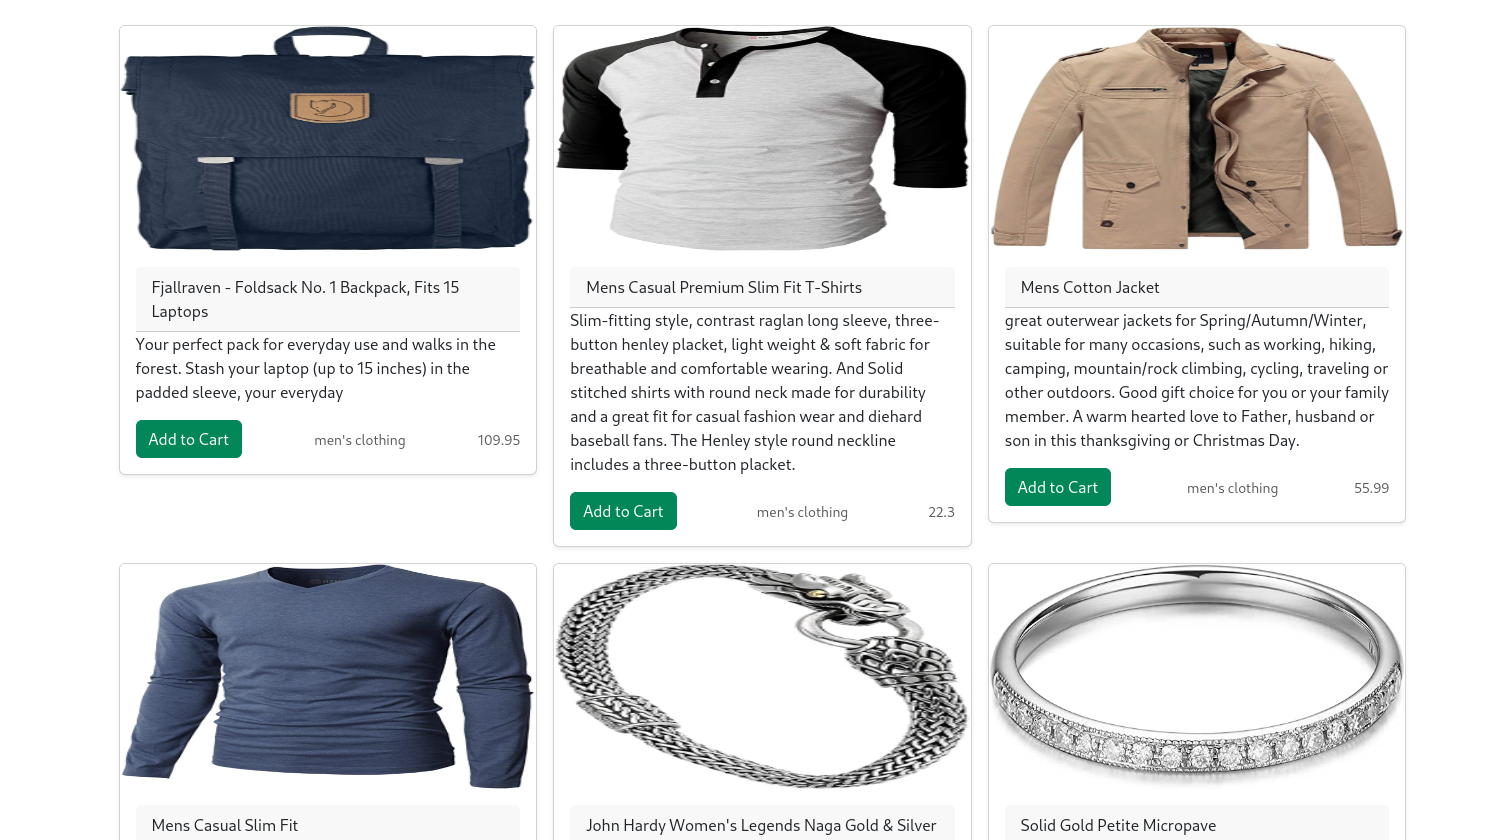 Fjallraven - Foldsack No. 1 Backpack, Fits 15
Laptops
Your perfect pack for everyday use and walks in the
forest. Stash your laptop (up to 15 inches) in the
padded sleeve, your everyday
Add to Cart men's clothing 109.95
Mens Casual Premium Slim Fit T-Shirts
Slim-fitting style, contrast raglan long sleeve, three-
button henley placket, light weight & soft fabric for
breathable and comfortable wearing. And Solid
stitched shirts with round neck made for durability
and a great fit for casual fashion wear and diehard
baseball fans. The Henley style round neckline
includes a three-button placket.
Add to Cart men's clothing 22.3
Mens Cotton Jacket
great outerwear jackets for Spring/Autumn/Winter,
suitable for many occasions, such as working, hiking,
camping, mountain/rock climbing, cycling, traveling or
other outdoors. Good gift choice for you or your family
member. A warm hearted love to Father, husband or
son in this thanksgiving or Christmas Day.
Add to Cart men's clothing 55.99
Mens Casual Slim Fit
John Hardy Women's Legends Naga Gold & Silver
Solid Gold Petite Micropave